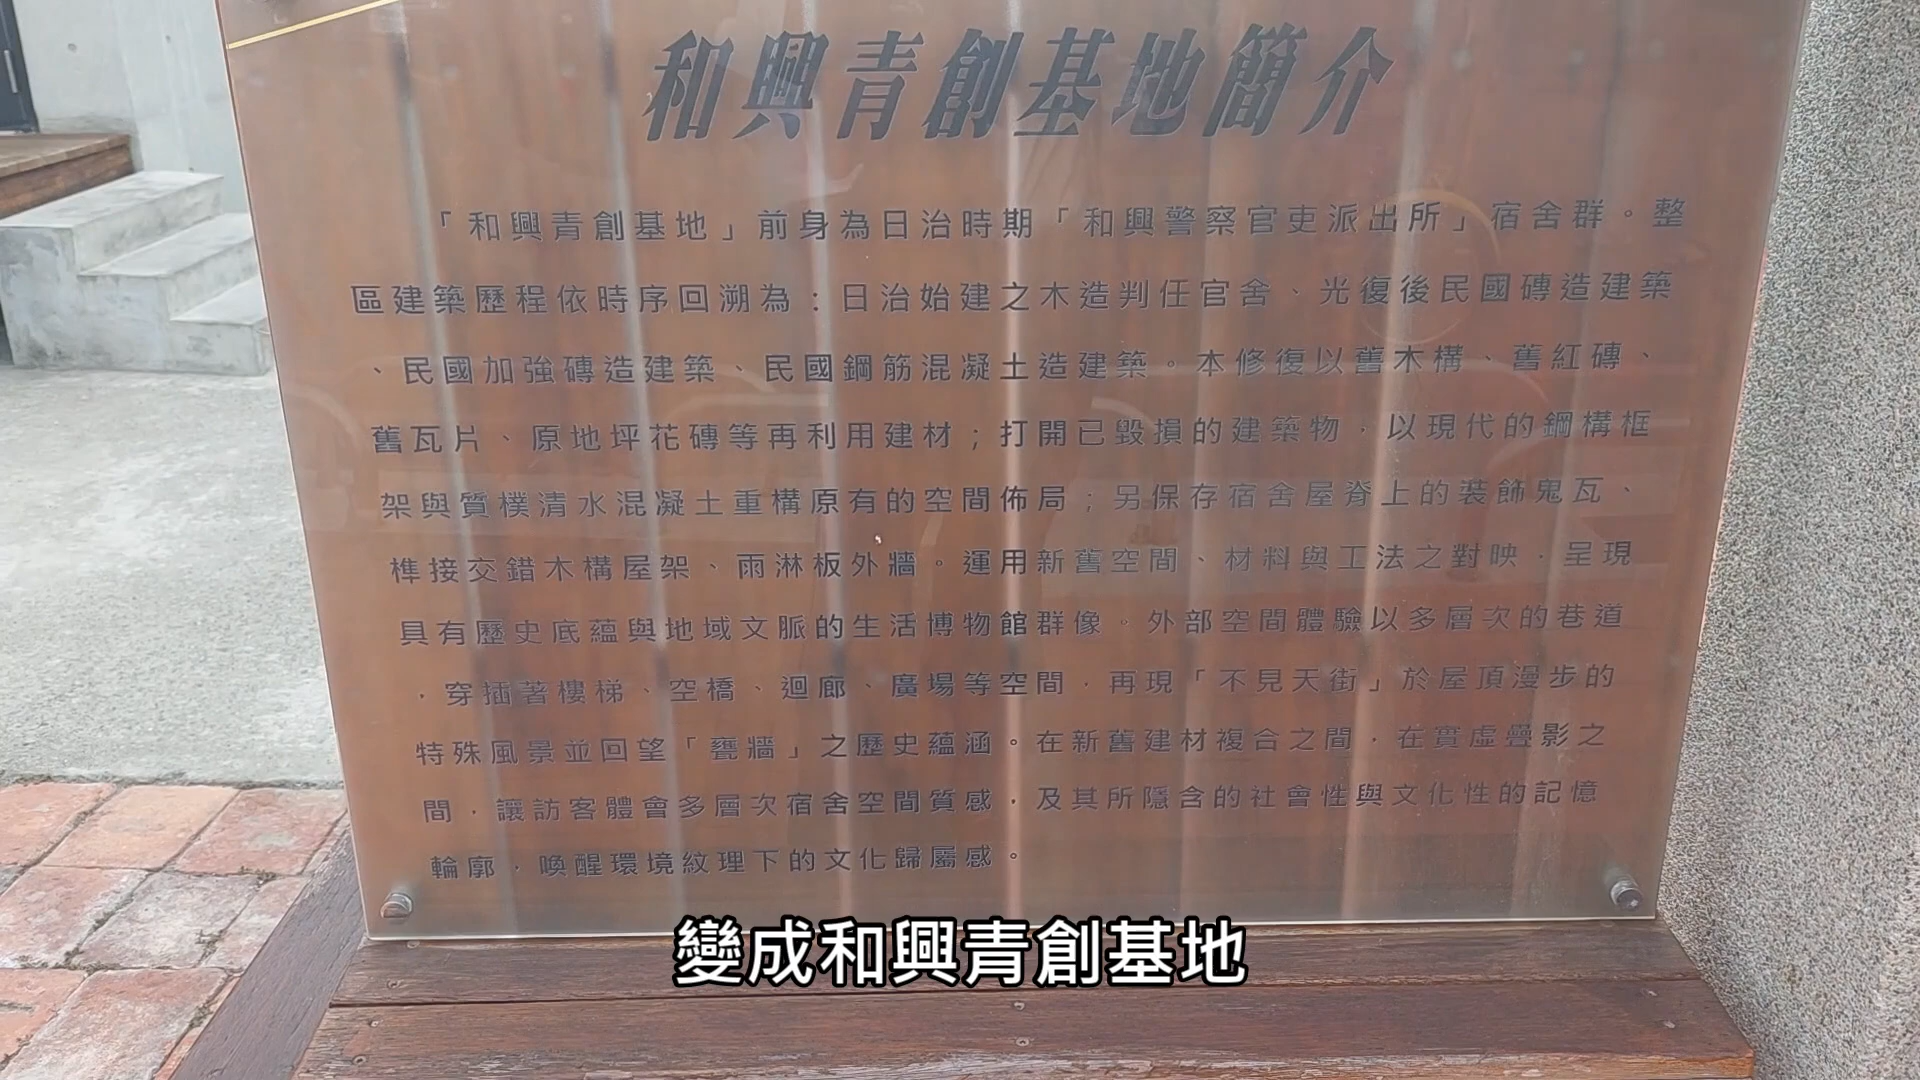 和興青創基地簡介
「和興青創基地」前身為日治時期「和興警察官吏派出所」宿舍群。整
區建築歷程依時序回溯為：日治始建之木造判任官舍、光復後民國磚造建築
、民國加強磚造建築、民國鋼筋混凝土造建築。本修復以舊木構、舊紅磚、
舊瓦片、原地坪花磚等再利用建材；打開已毀損的建築物，以現代的鋼構框
架與質樸清水混凝土重構原有的空間佈局；另保存宿舍屋脊上的裝飾鬼瓦、
榫接交錯木構屋架、雨淋板外牆。運用新舊空間、材料與工法之對映，呈現
具有歷史底蘊與地域文脈的生活博物館群像。外部空間體驗以多層次的巷道
，穿插著樓梯、空橋、迴廊、廣場等空間，再現「不見天街」於屋頂漫步的
特殊風景並回望「甕牆」之歷史蘊涵。在新舊建材複合之間，在實虛疊影之
間，讓訪客體會多層次宿舍空間質感，及其所隱含的社會性與文化性的記憶
輪廓，喚醒環境紋理下的文化歸屬感。
變成和興青創基地